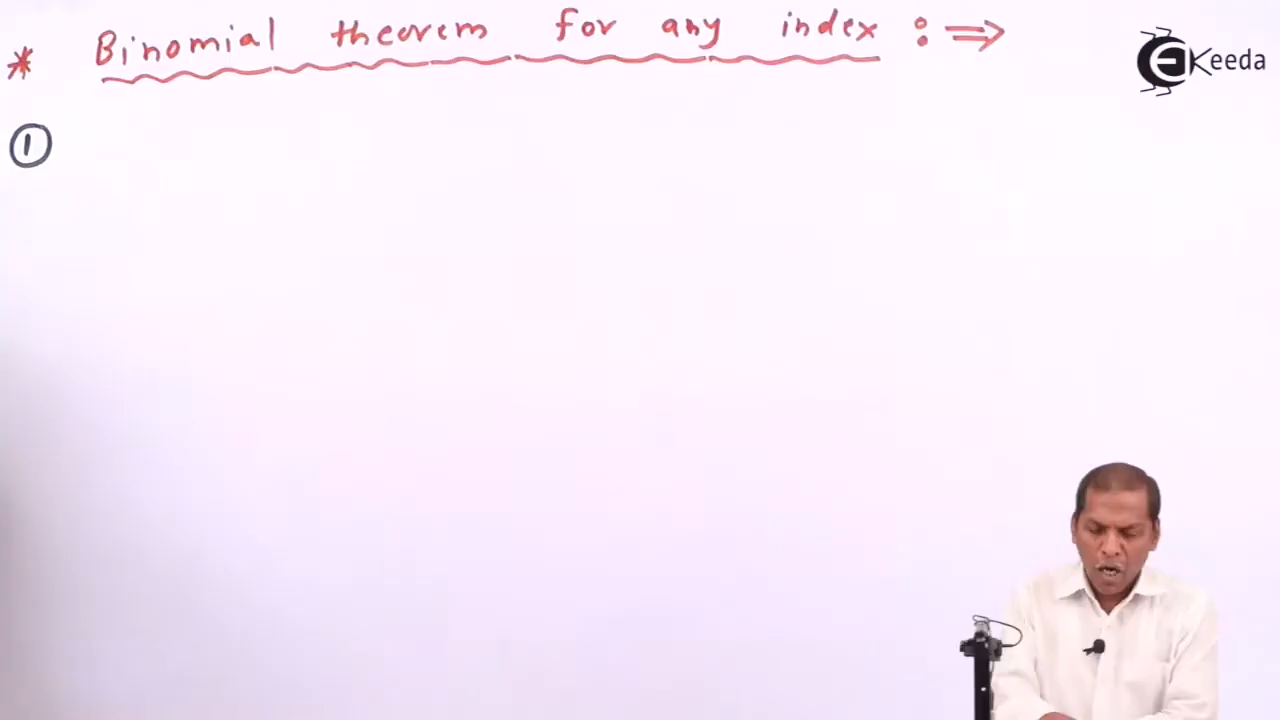 * Binomial theorem for any index : ⇒
EKeeda
①